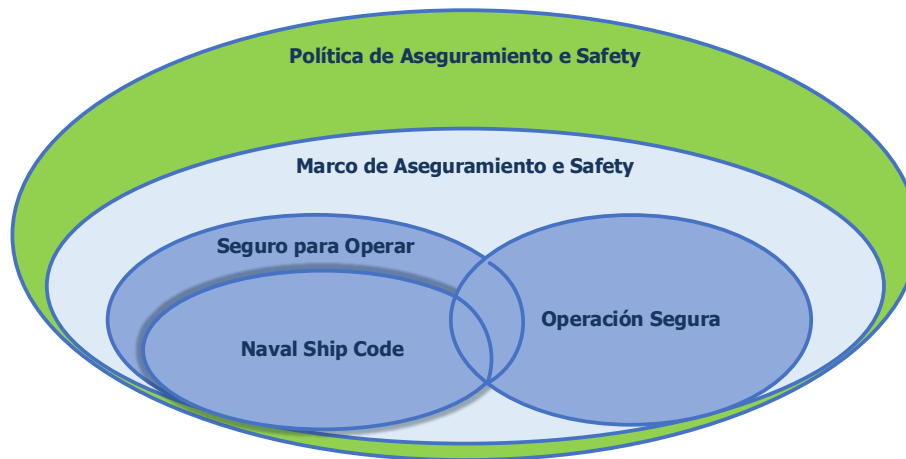 Política de Aseguramiento e Safety
Marco de Aseguramiento e Safety
Seguro para Operar
Operación Segura
Naval Ship Code